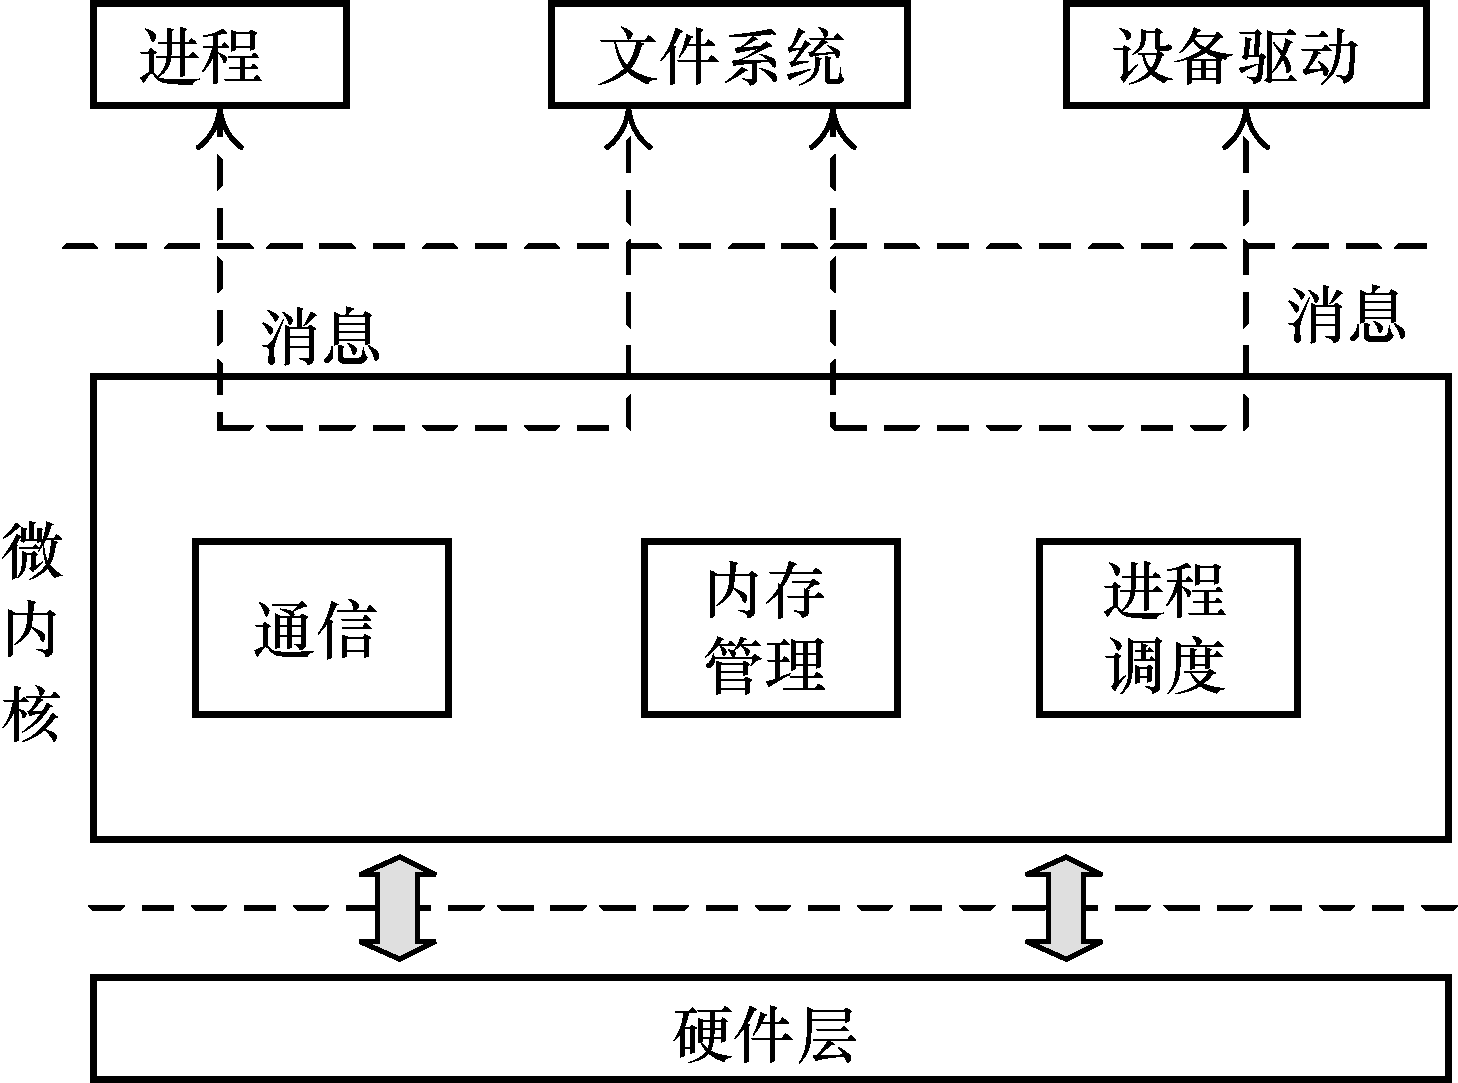 进程
文件系统
设备驱动
消息
消息
微
内
核
通信
内存
管理
进程
调度
硬件层